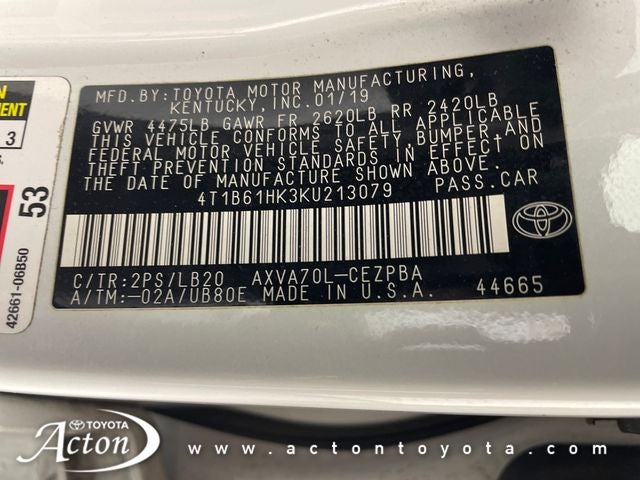 MFD.BY:TOYOTA MOTOR MANUFACTURING,
KENTUCKY, INC. 01/19
GVWR 4475LB GAWR FR 2620LB RR 2420LB
THIS VEHICLE CONFORMS TO ALL APPLICABLE
FEDERAL MOTOR VEHICLE SAFETY, BUMPER, AND
THEFT PREVENTION STANDARDS IN EFFECT ON
THE DATE OF MANUFACTURE SHOWN ABOVE.
4T1B61HK3KU213079 PASS.CAR
C/TR:2PS/LB20 AXVA70L-CEZPBA
A/TM:-02A/UB80E MADE IN U.S.A. 44665
3
53
42661-06B50
TOYOTA
Acton
www.actontoyota.com